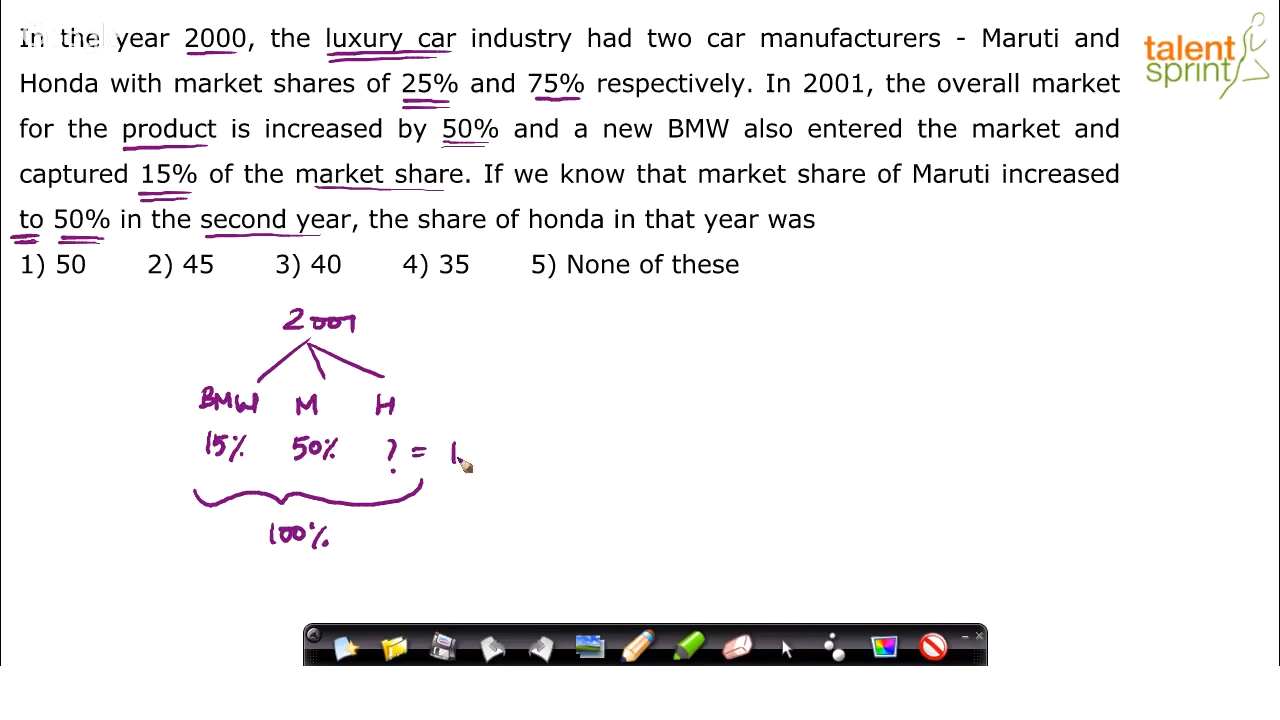 In the year 2000, the luxury car industry had two car manufacturers - Maruti and
Honda with market shares of 25% and 75% respectively. In 2001, the overall market
for the product is increased by 50% and a new BMW also entered the market and
captured 15% of the market share. If we know that market share of Maruti increased
to 50% in the second year, the share of honda in that year was
1) 50 2) 45 3) 40 4) 35 5) None of these
talent
sprint
2001
BMW M H
15% 50% ? = 1
100%